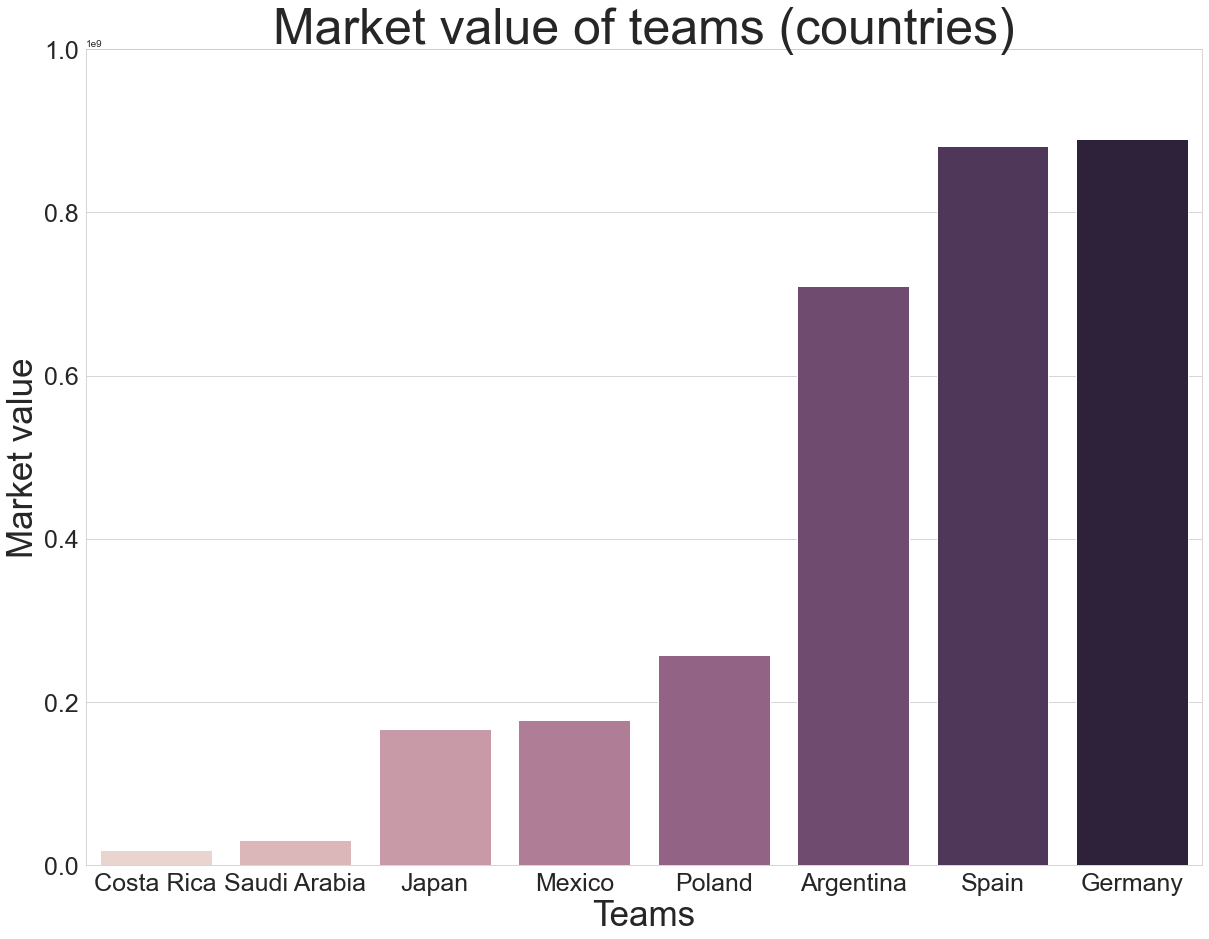 Market value of teams (countries)
1e9
1.0
0.8
0.6
0.4
0.2
0.0
Market value
Costa Rica Saudi Arabia Japan Mexico Poland Argentina Spain Germany
Teams